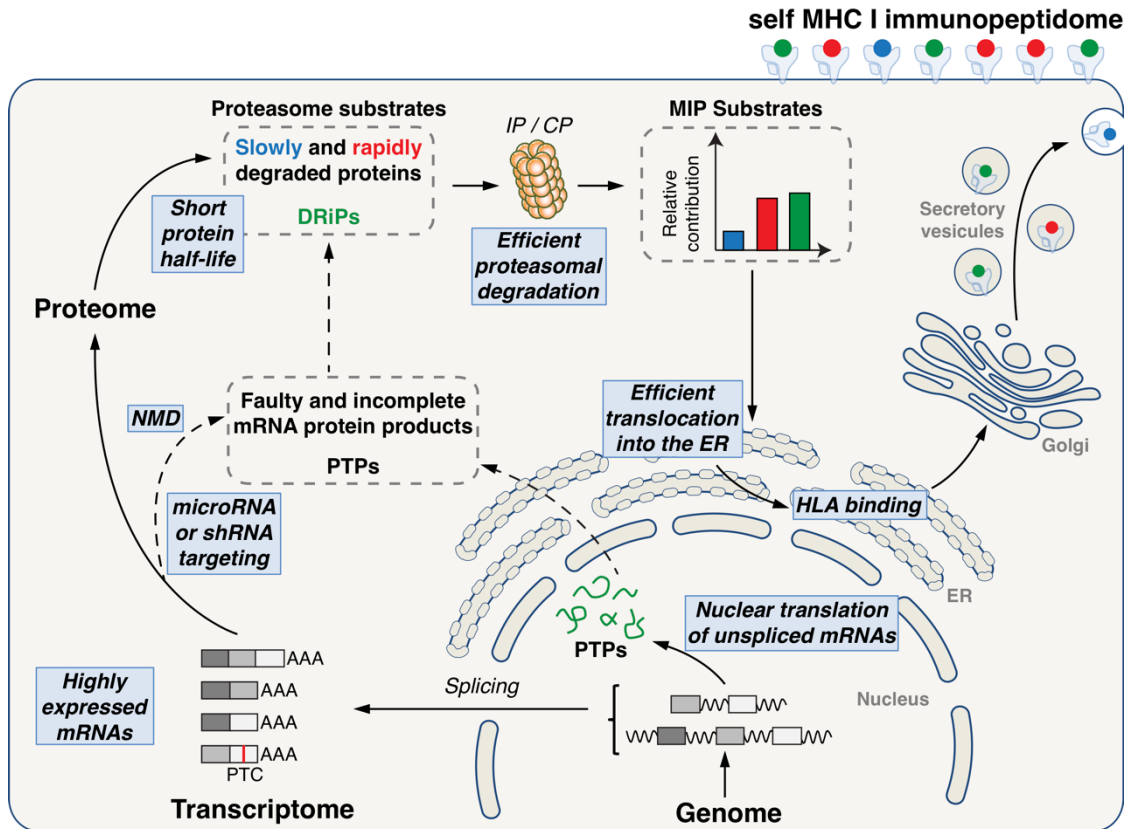 self MHC I immunopeptidome
Proteasome substrates
Slowly and rapidly
degraded proteins
DRiPs
IP / CP
MIP Substrates
Relative
contribution
Short
protein
half-life
Efficient
proteasomal
degradation
Secretory
vesicules
Proteome
Faulty and incomplete
mRNA protein products
PTPs
NMD
microRNA
or shRNA
targeting
Efficient
translocation
into the ER
HLA binding
Golgi
ER
Nuclear translation
of unspliced mRNAs
PTPs
Nucleus
Splicing
Highly
expressed
mRNAs
AAA
AAA
AAA
AAA
PTC
Transcriptome
Genome